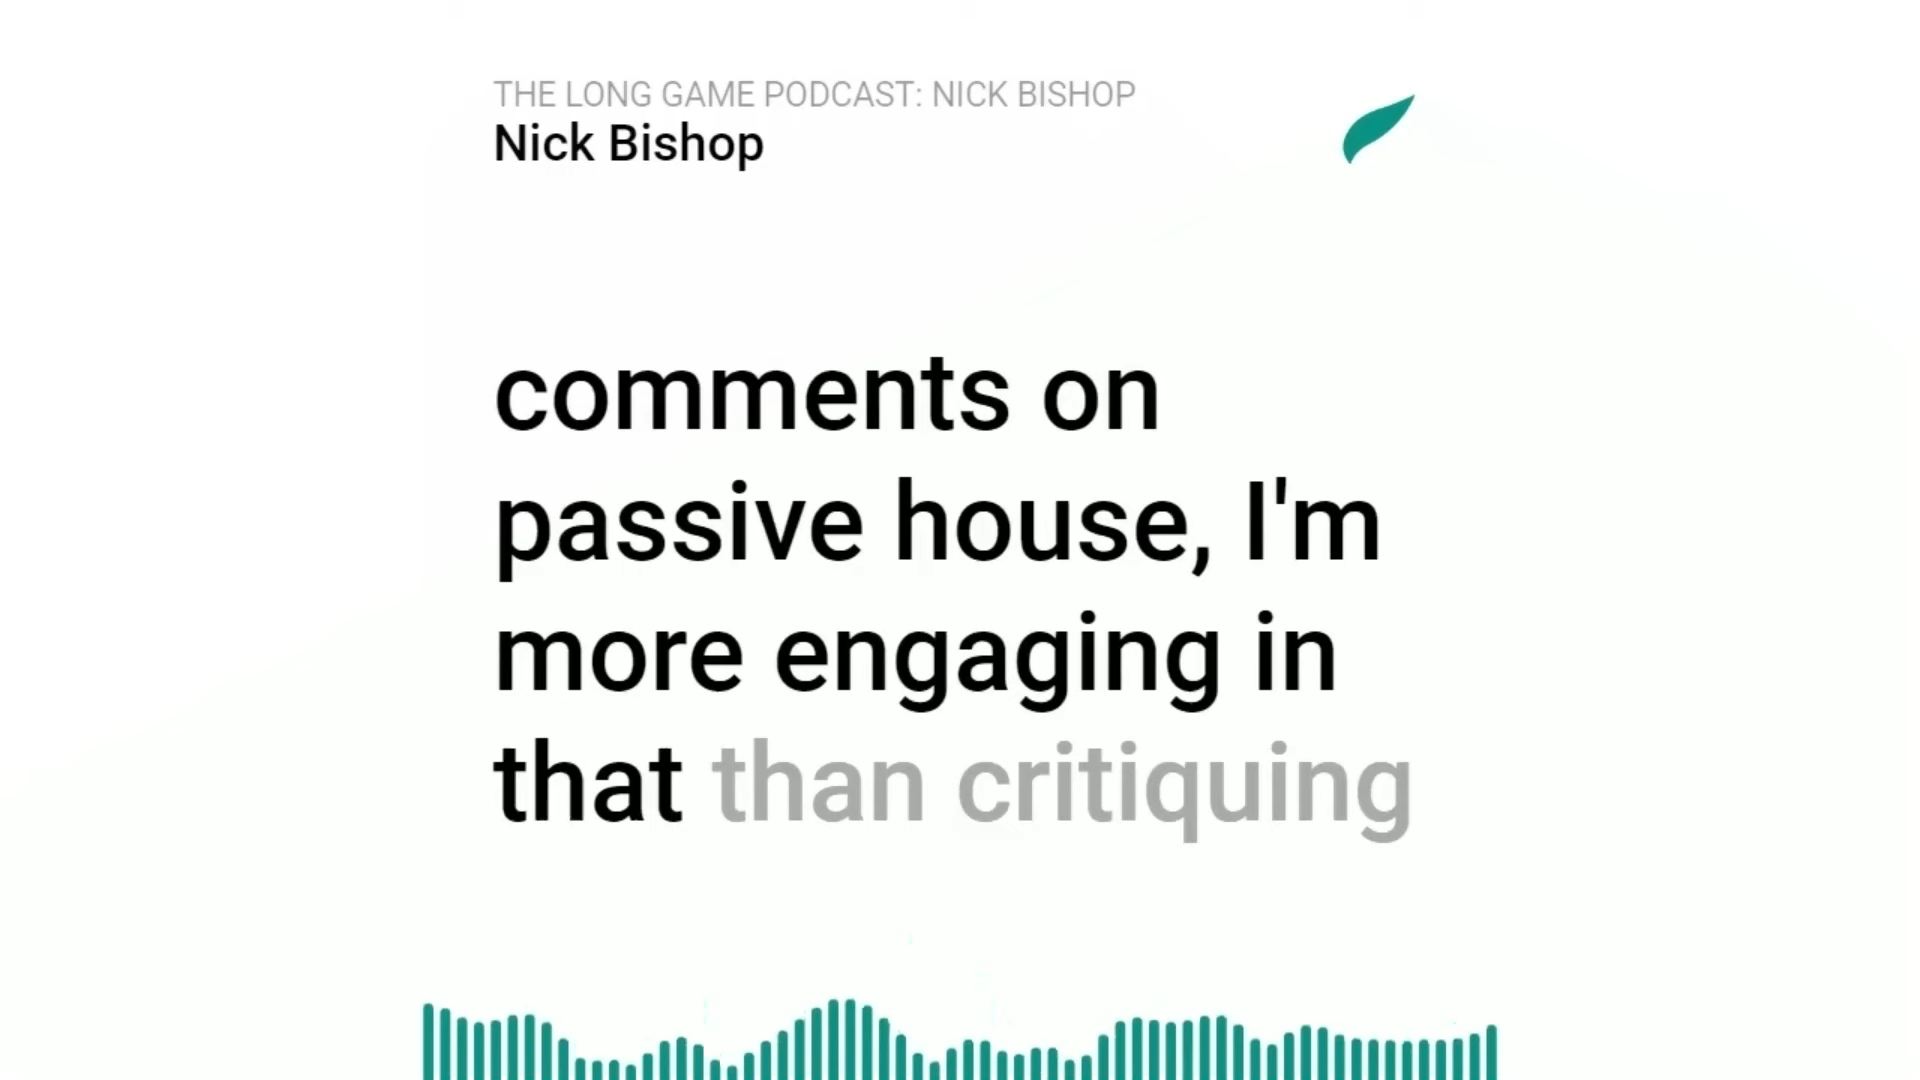 THE LONG GAME PODCAST: NICK BISHOP
Nick Bishop
comments on
passive house, I'm
more engaging in
that than critiquing